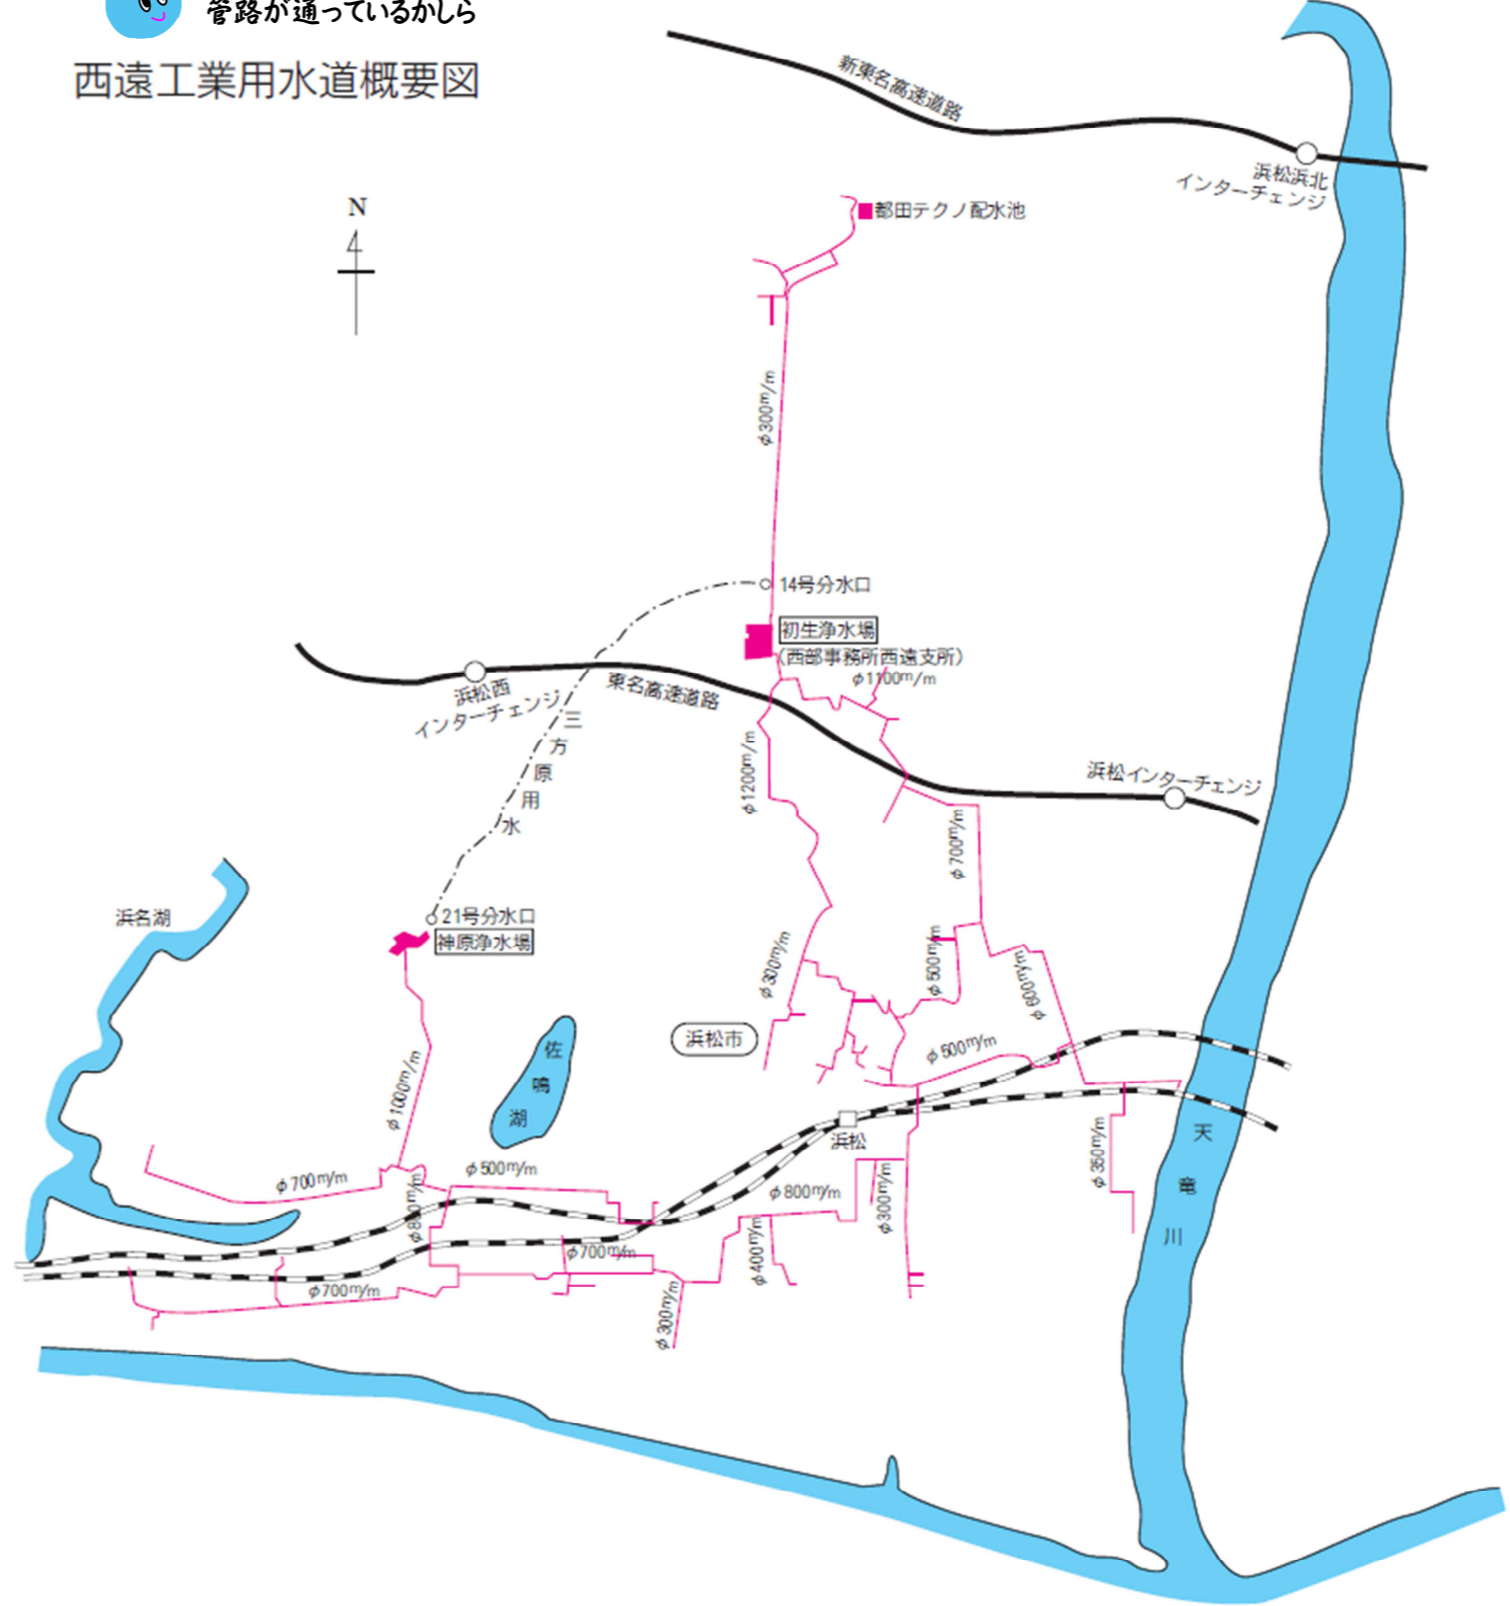 管路が通っているかしら
西遠工業用水道概要図
新東名高速道路
浜松浜北
インターチェンジ
N
都田テクノ配水池
φ300m/m
14号分水口
初生浄水場
(西部事務所西遠支所)
φ1100m/m
浜松西
インターチェンジ
東名高速道路
三方原用水
φ1200m/m
浜松インターチェンジ
φ700m/m
浜名湖
21号分水口
神原浄水場
φ300m/m
φ500m/m
φ600m/m
浜松市
佐鳴湖
φ500m/m
φ1000m/m
浜松
天竜川
φ350m/m
φ700m/m
φ500m/m
φ800m/m
φ800m/m
φ300m/m
φ700m/m
φ400m/m
φ700m/m
φ300m/m